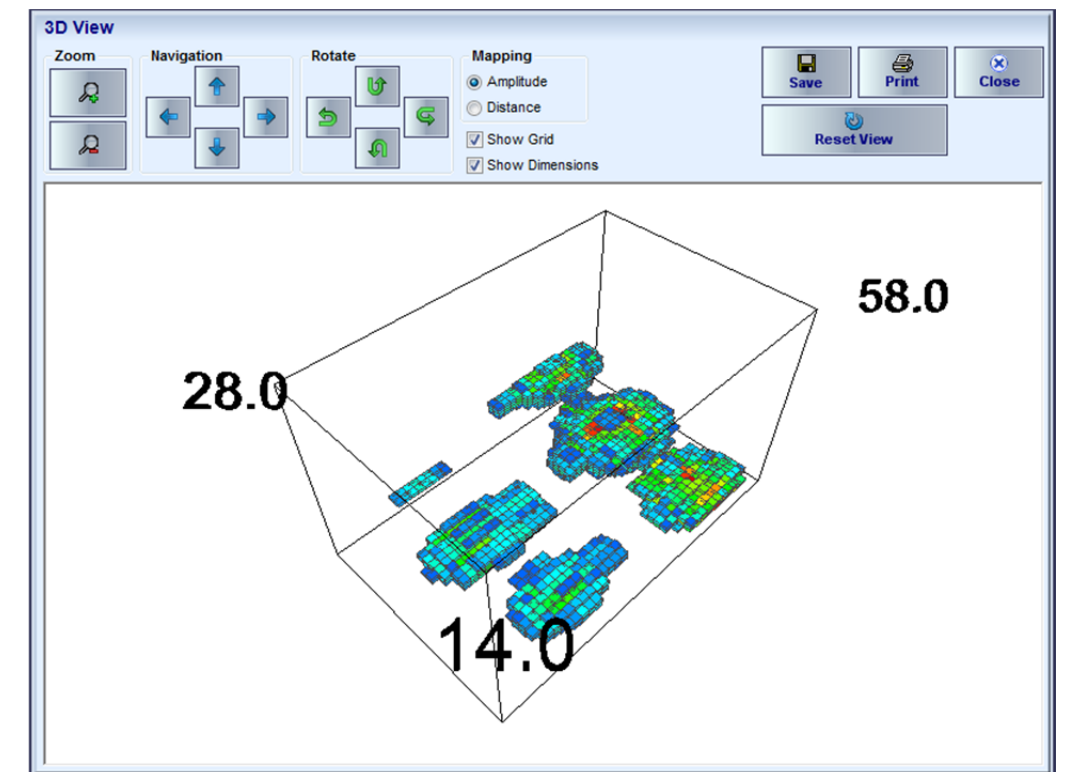 3D View
Zoom
Navigation
Rotate
Mapping
Amplitude
Distance
Show Grid
Show Dimensions
Save
Print
Close
Reset View
58.0
28.0
14.0